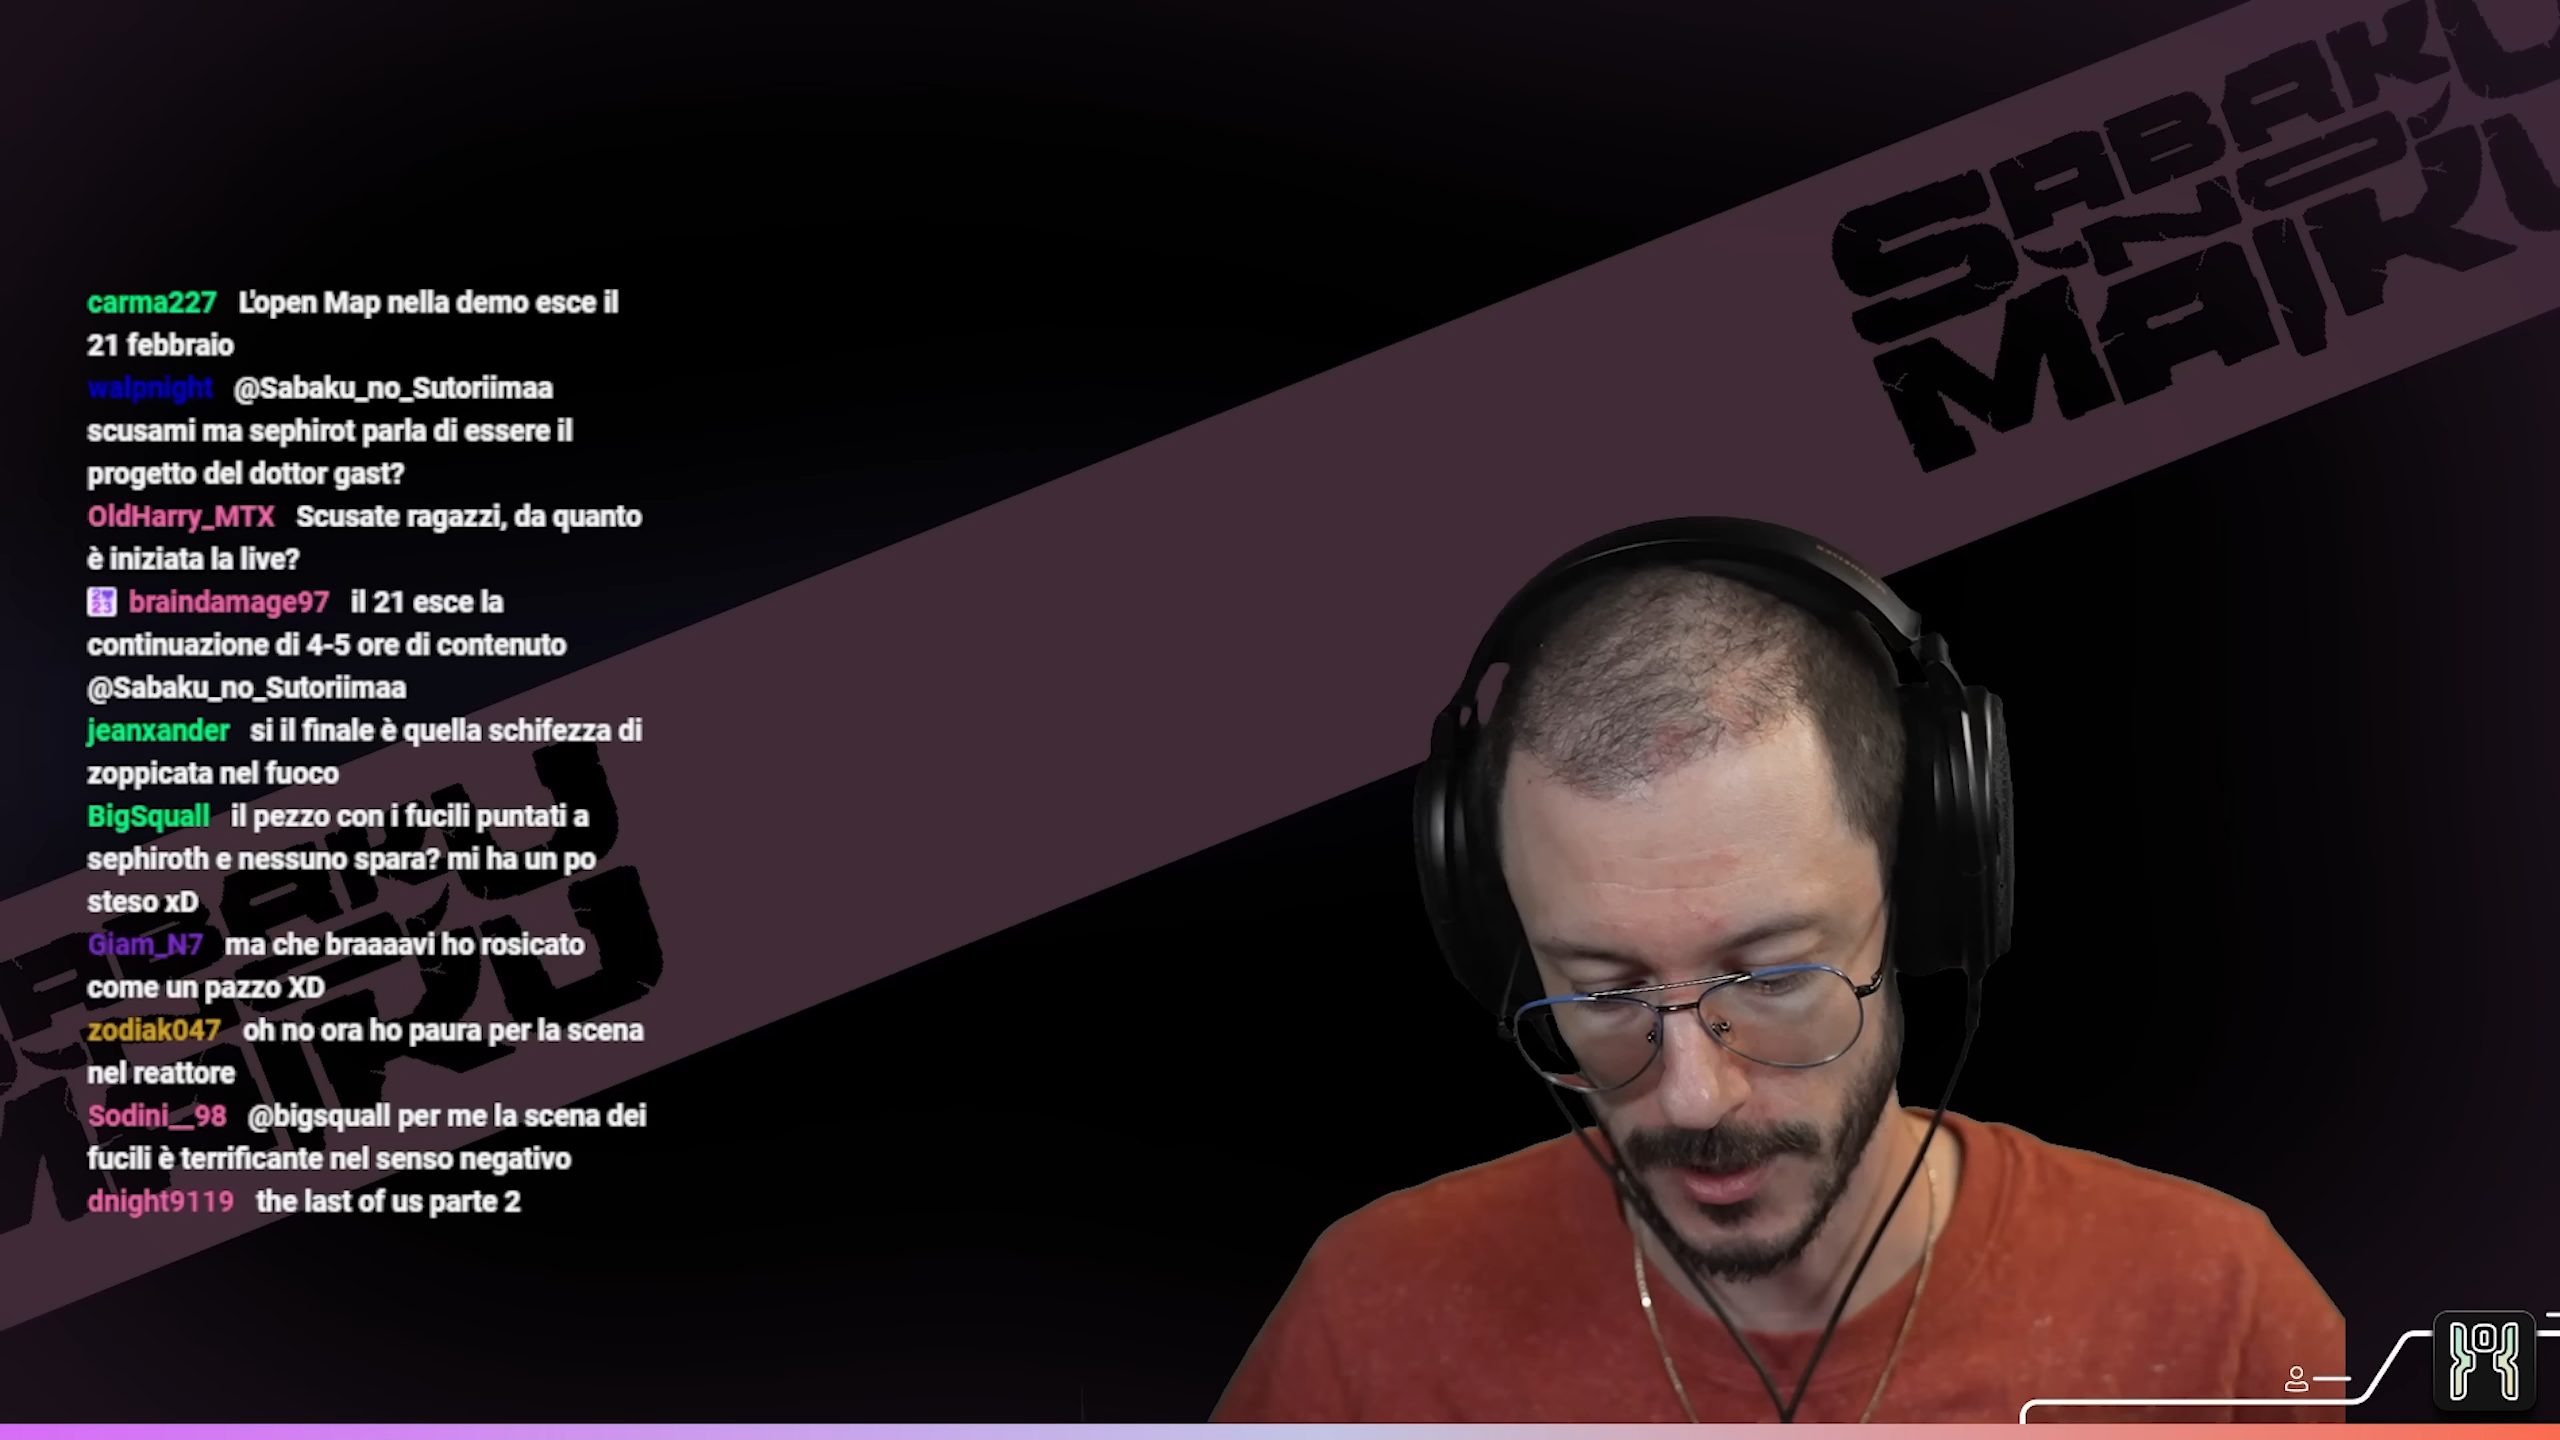 SABAKU
NO
MAIKU
carma227 L'open Map nella demo esce il
21 febbraio
walpnight @Sabaku_no_Sutoriimaa
scusami ma sephirot parla di essere il
progetto del dottor gast?
OldHarry_MTX Scusate ragazzi, da quanto
è iniziata la live?
braindamage97 il 21 esce la
continuazione di 4-5 ore di contenuto
@Sabaku_no_Sutoriimaa
jeanxander si il finale è quella schifezza di
zoppicata nel fuoco
BigSquall il pezzo con i fucili puntati a
sephiroth e nessuno spara? mi ha un po
steso xD
Giam_N7 ma che braaaavi ho rosicato
come un pazzo XD
zodiak047 oh no ora ho paura per la scena
nel reattore
Sodini__98 @bigsquall per me la scena dei
fucili è terrificante nel senso negativo
dnight9119 the last of us parte 2